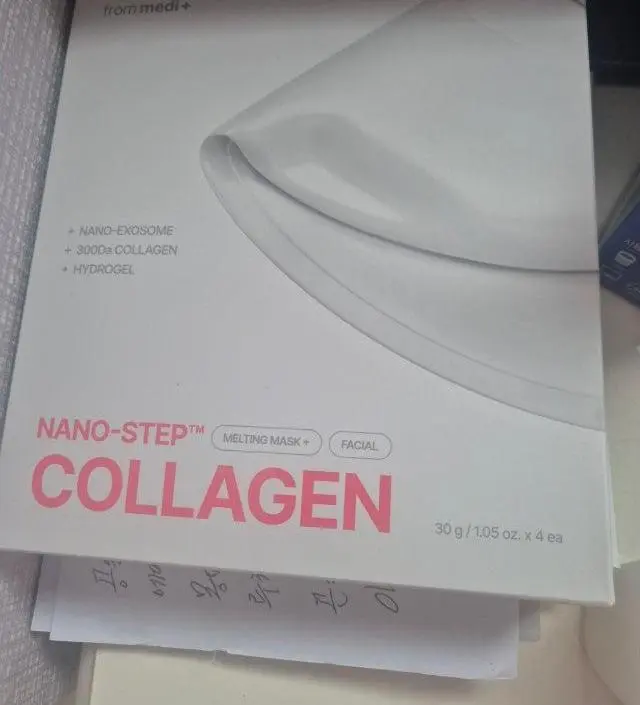 from medi+
+ NANO-EXOSOME
+ 300Da COLLAGEN
+ HYDROGEL
NANO-STEP™ MELTING MASK + FACIAL
COLLAGEN
30 g / 1.05 oz. x 4 ea